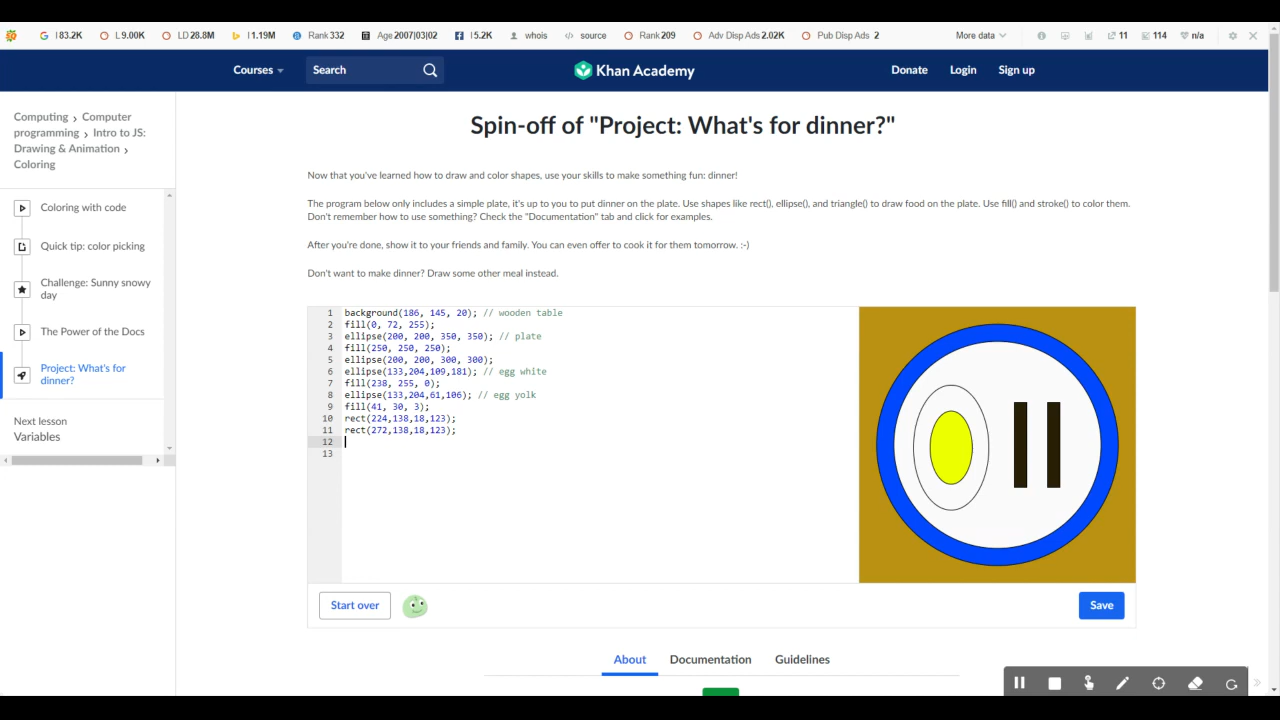 I 83.2K L 9.00K LD 28.8M I 1.19M Rank 332 Age 2007|03|02 I 5.2K whois source Rank 209 Adv Disp Ads 2.02K Pub Disp Ads 2 More data 11 114 n/a
Courses Search Khan Academy Donate Login Sign up
Computing › Computer
programming › Intro to JS:
Drawing & Animation ›
Coloring
Coloring with code
Quick tip: color picking
Challenge: Sunny snowy
day
The Power of the Docs
Project: What's for
dinner?
Next lesson
Variables
Spin-off of "Project: What's for dinner?"
Now that you've learned how to draw and color shapes, use your skills to make something fun: dinner!
The program below only includes a simple plate, it's up to you to put dinner on the plate. Use shapes like rect(), ellipse(), and triangle() to draw food on the plate. Use fill() and stroke() to color them.
Don't remember how to use something? Check the "Documentation" tab and click for examples.
After you're done, show it to your friends and family. You can even offer to cook it for them tomorrow. :-)
Don't want to make dinner? Draw some other meal instead.
1 background(186, 145, 20); // wooden table
2 fill(0, 72, 255);
3 ellipse(200, 200, 350, 350); // plate
4 fill(250, 250, 250);
5 ellipse(200, 200, 300, 300);
6 ellipse(133,204,109,181); // egg white
7 fill(238, 255, 0);
8 ellipse(133,204,61,106); // egg yolk
9 fill(41, 30, 3);
10 rect(224,138,18,123);
11 rect(272,138,18,123);
12
13
Start over Save
About Documentation Guidelines